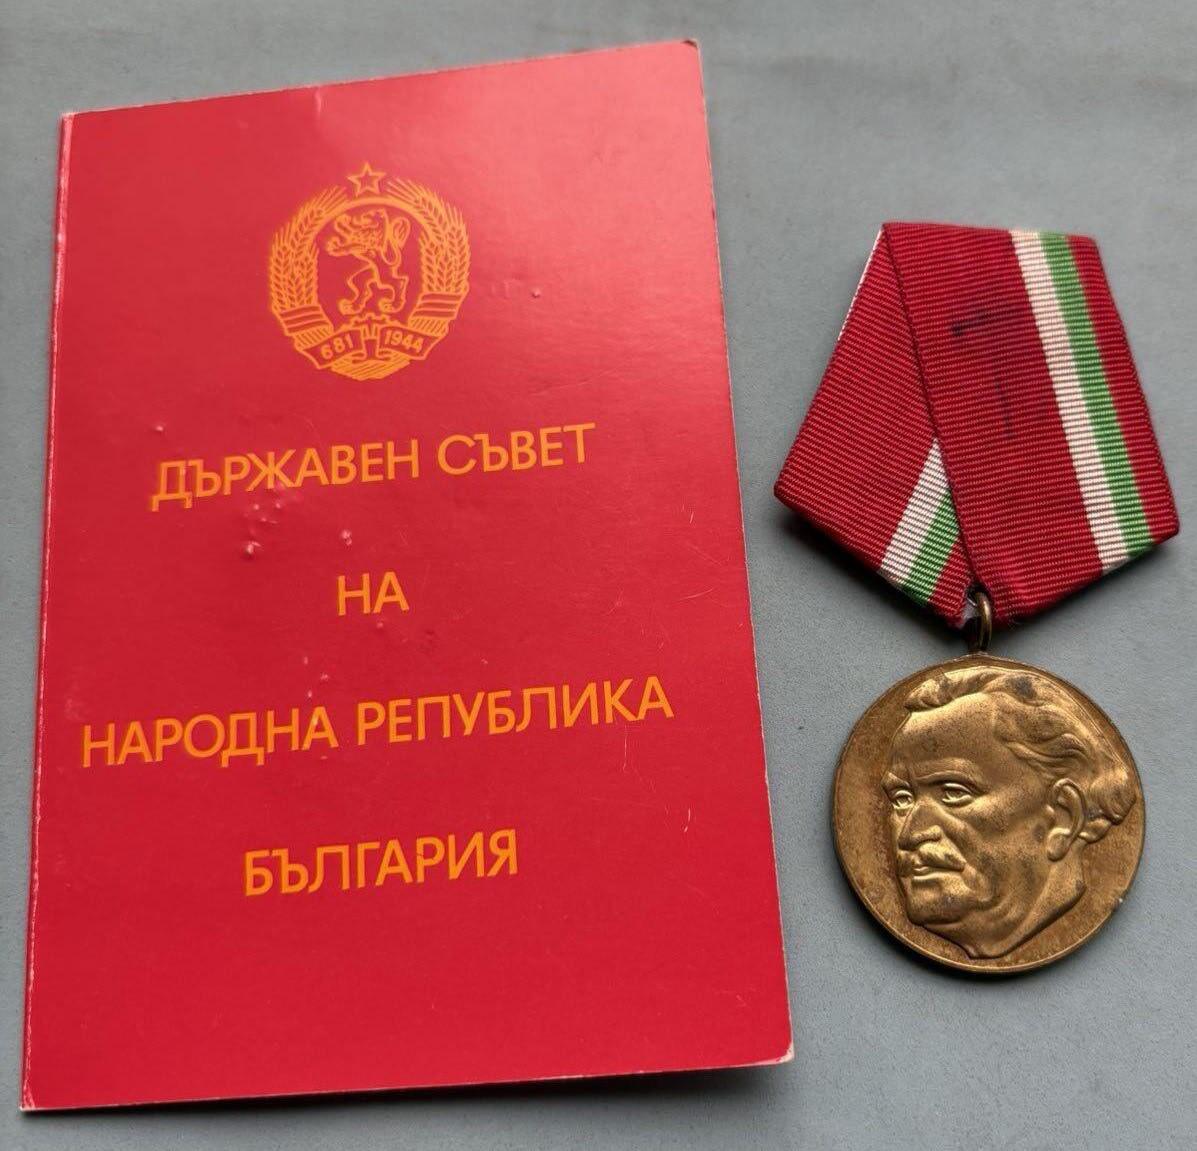 681 1944
ДЪРЖАВЕН СЪВЕТ
НА
НАРОДНА РЕПУБЛИКА
БЪЛГАРИЯ